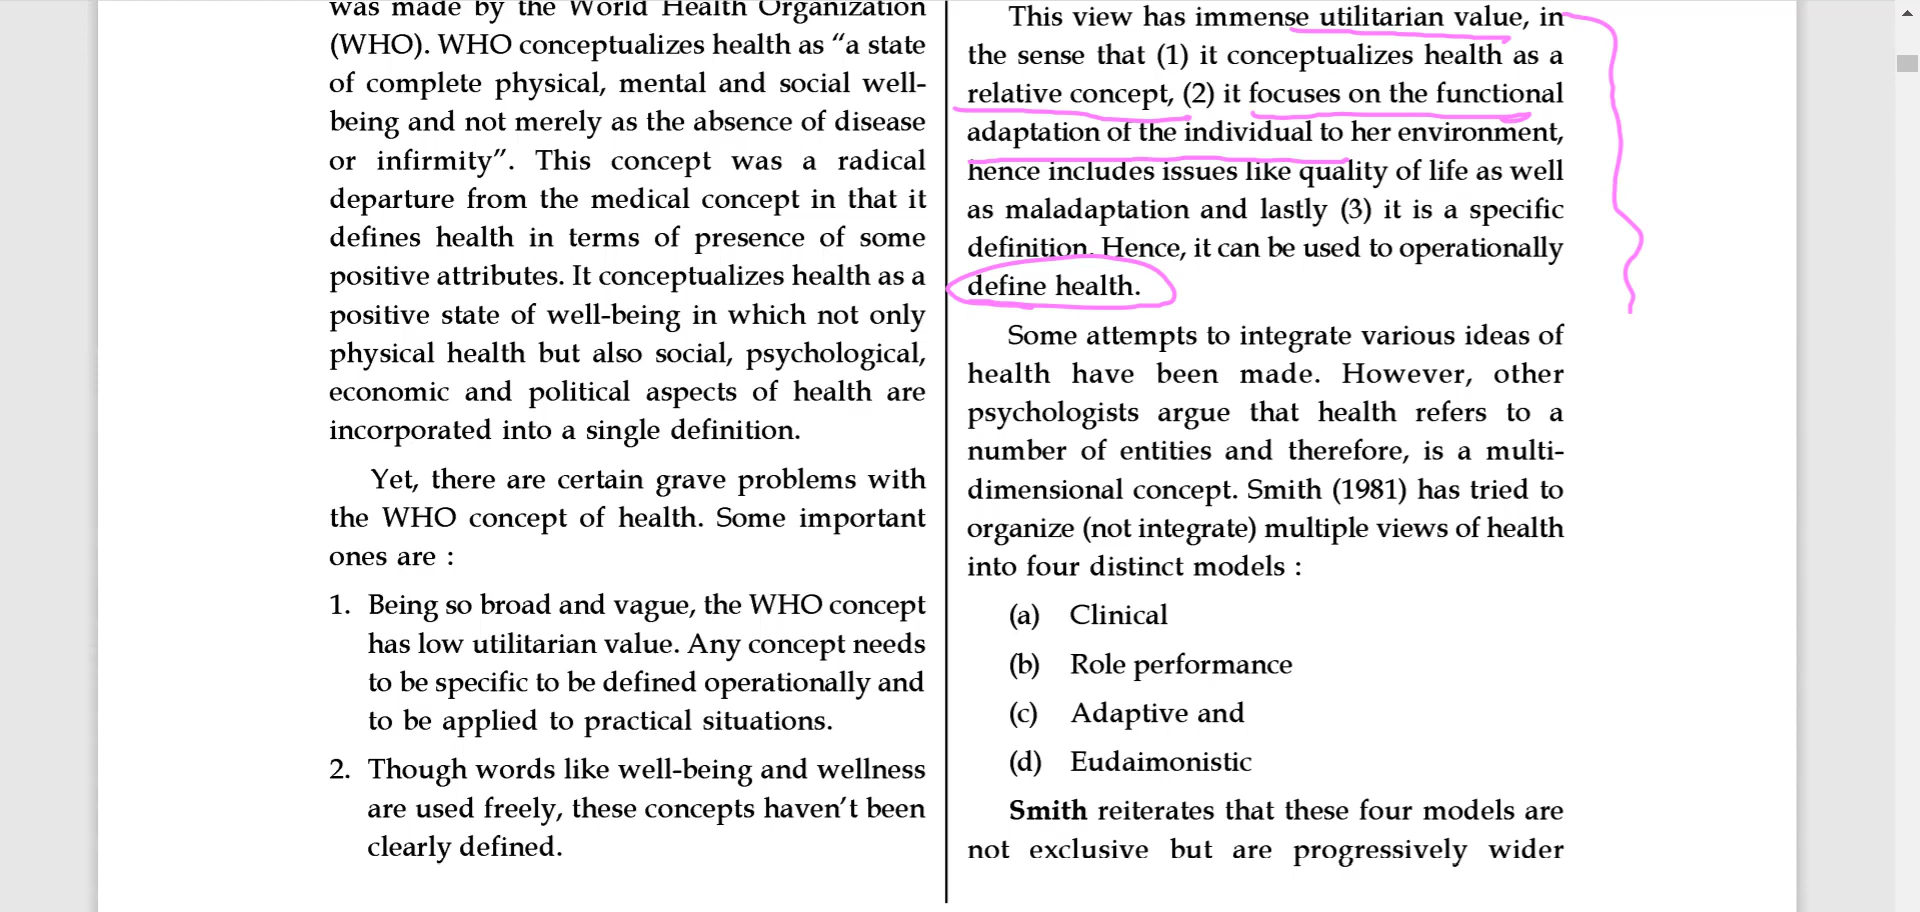 was made by the World Health Organization
(WHO). WHO conceptualizes health as “a state
of complete physical, mental and social well-
being and not merely as the absence of disease
or infirmity”. This concept was a radical
departure from the medical concept in that it
defines health in terms of presence of some
positive attributes. It conceptualizes health as a
positive state of well-being in which not only
physical health but also social, psychological,
economic and political aspects of health are
incorporated into a single definition.
Yet, there are certain grave problems with
the WHO concept of health. Some important
ones are :
1. Being so broad and vague, the WHO concept
has low utilitarian value. Any concept needs
to be specific to be defined operationally and
to be applied to practical situations.
2. Though words like well-being and wellness
are used freely, these concepts haven’t been
clearly defined.
This view has immense utilitarian value, in
the sense that (1) it conceptualizes health as a
relative concept, (2) it focuses on the functional
adaptation of the individual to her environment,
hence includes issues like quality of life as well
as maladaptation and lastly (3) it is a specific
definition. Hence, it can be used to operationally
define health.
Some attempts to integrate various ideas of
health have been made. However, other
psychologists argue that health refers to a
number of entities and therefore, is a multi-
dimensional concept. Smith (1981) has tried to
organize (not integrate) multiple views of health
into four distinct models :
(a) Clinical
(b) Role performance
(c) Adaptive and
(d) Eudaimonistic
Smith reiterates that these four models are
not exclusive but are progressively wider